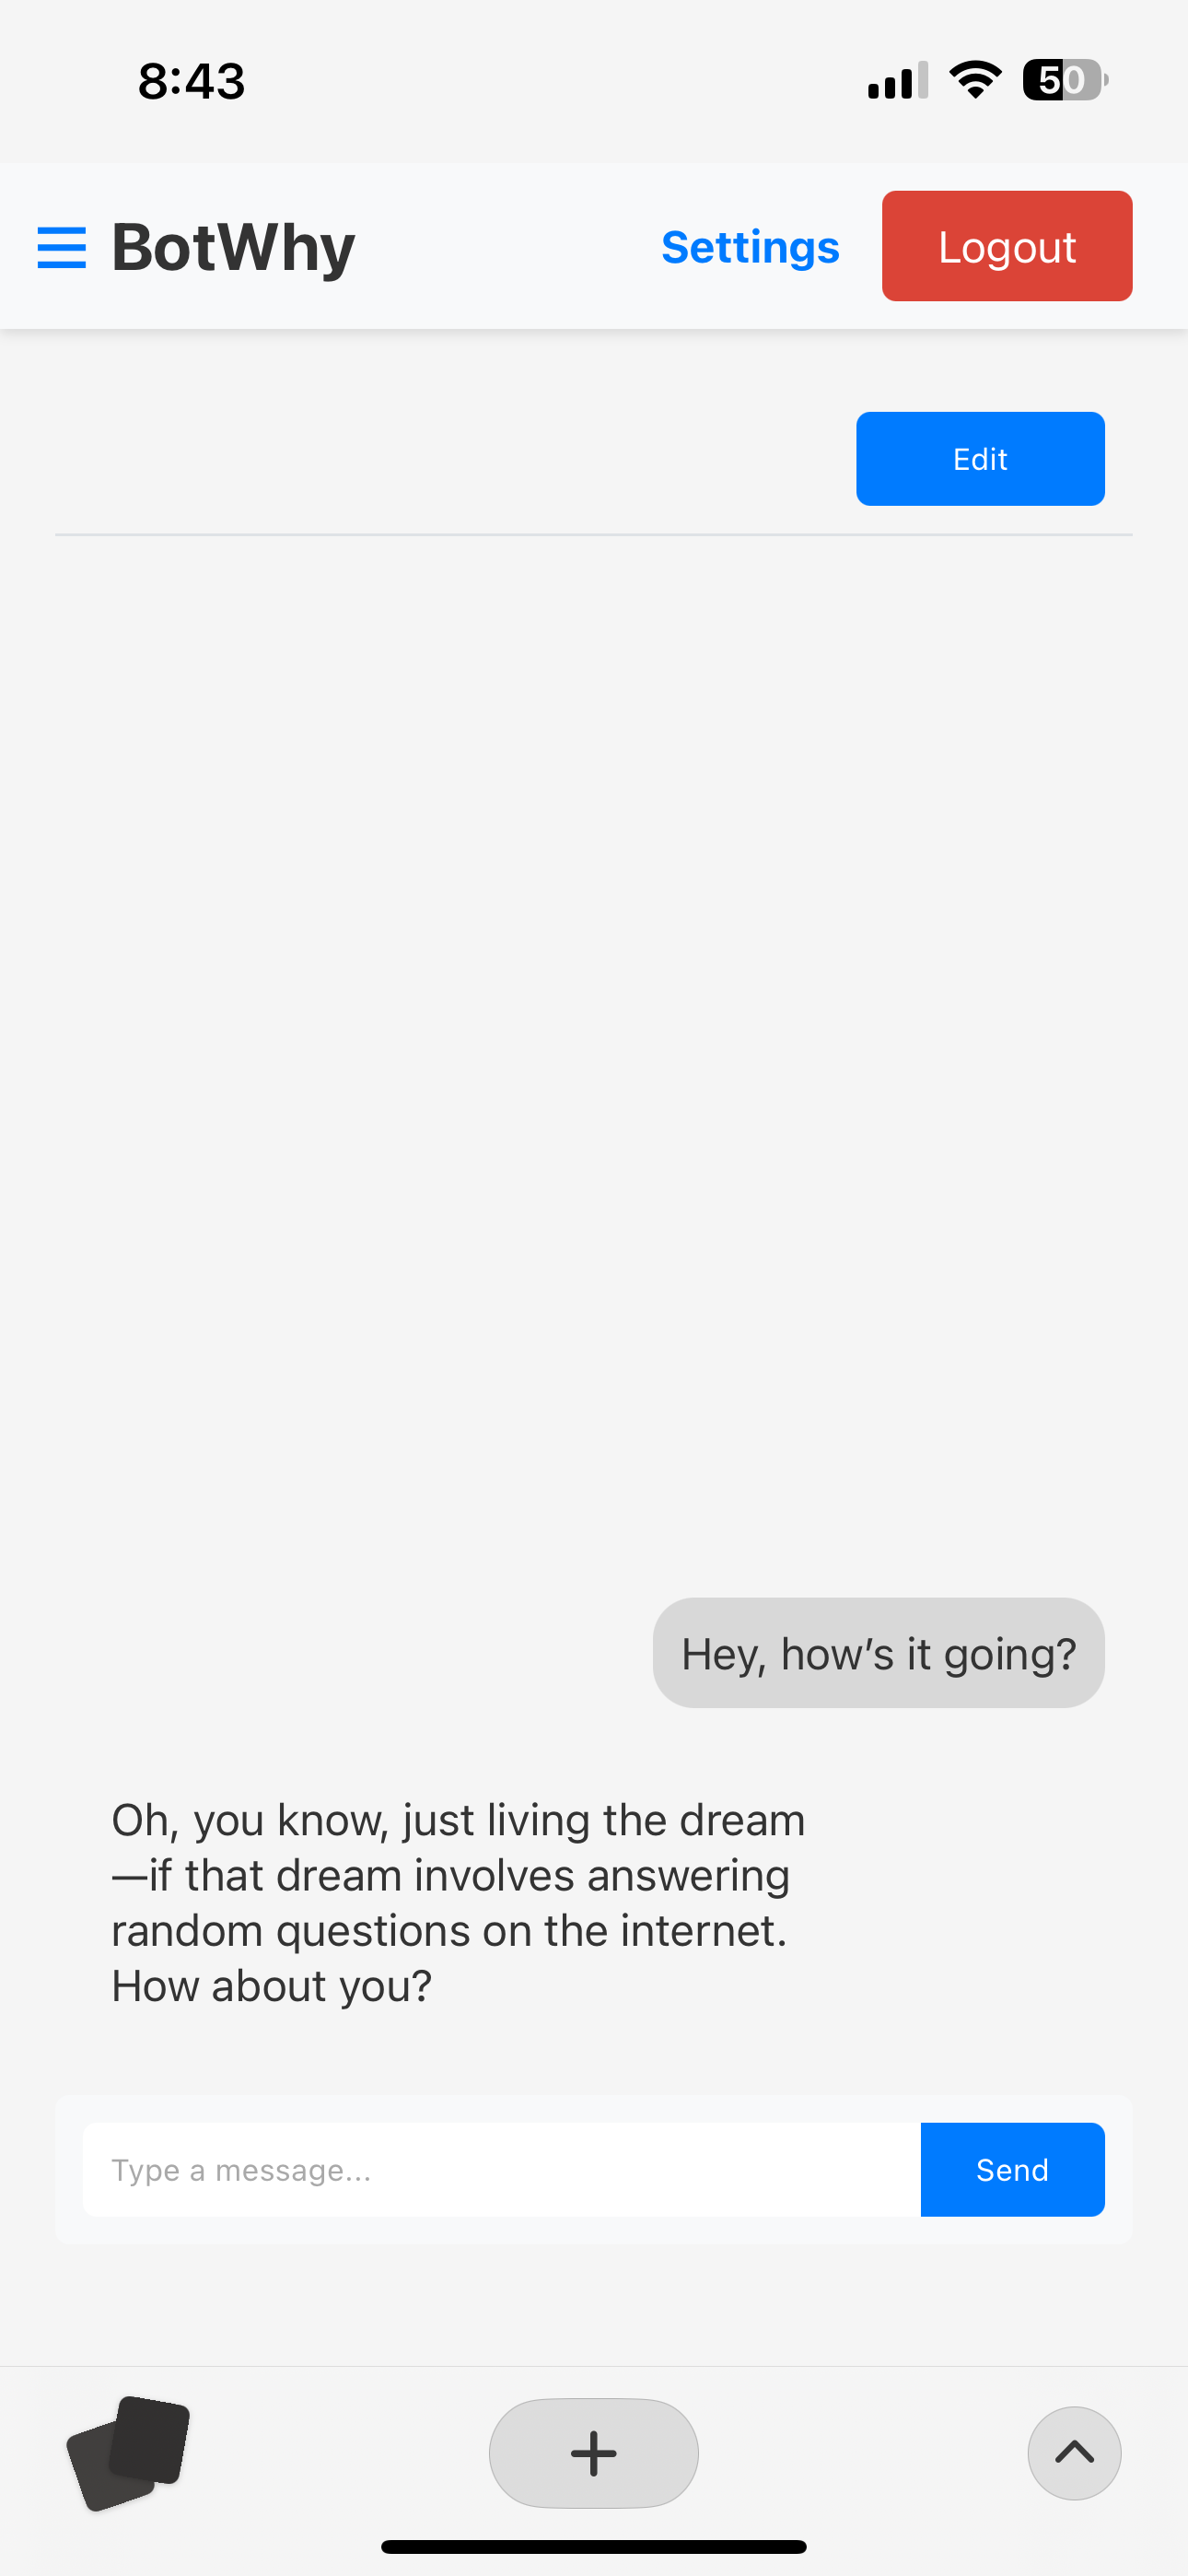 8:43
50
BotWhy
Settings
Logout
Edit
Hey, how’s it going?
Oh, you know, just living the dream
—if that dream involves answering
random questions on the internet.
How about you?
Type a message...
Send